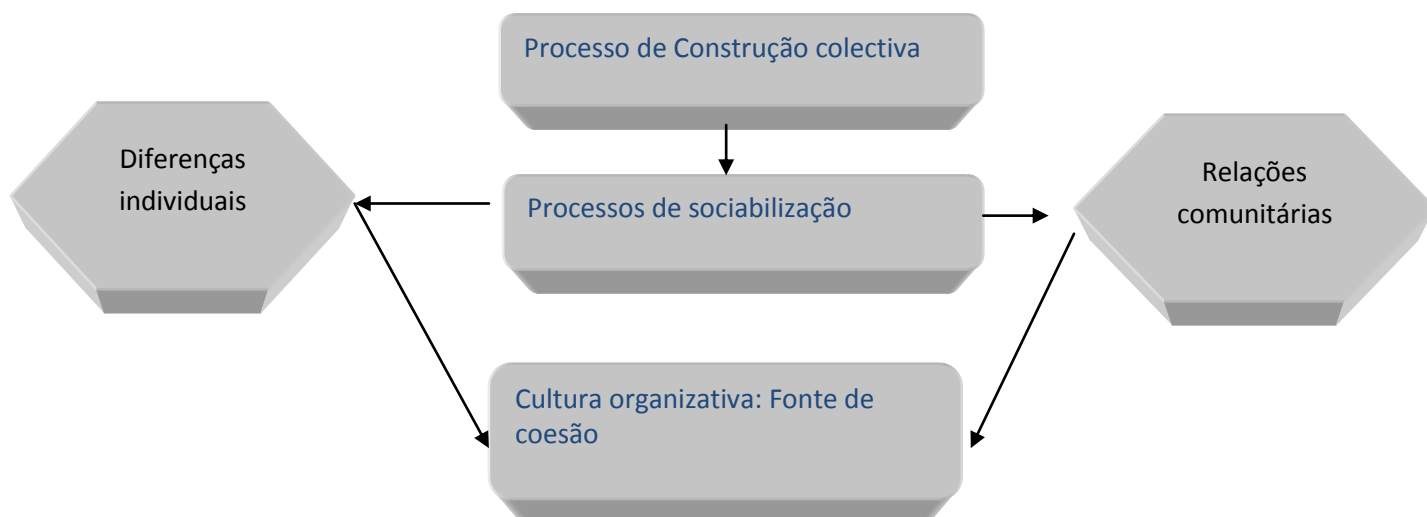 Processo de Construção colectiva
Diferenças
individuais
Processos de sociabilização
Relações
comunitárias
Cultura organizativa: Fonte de
coesão